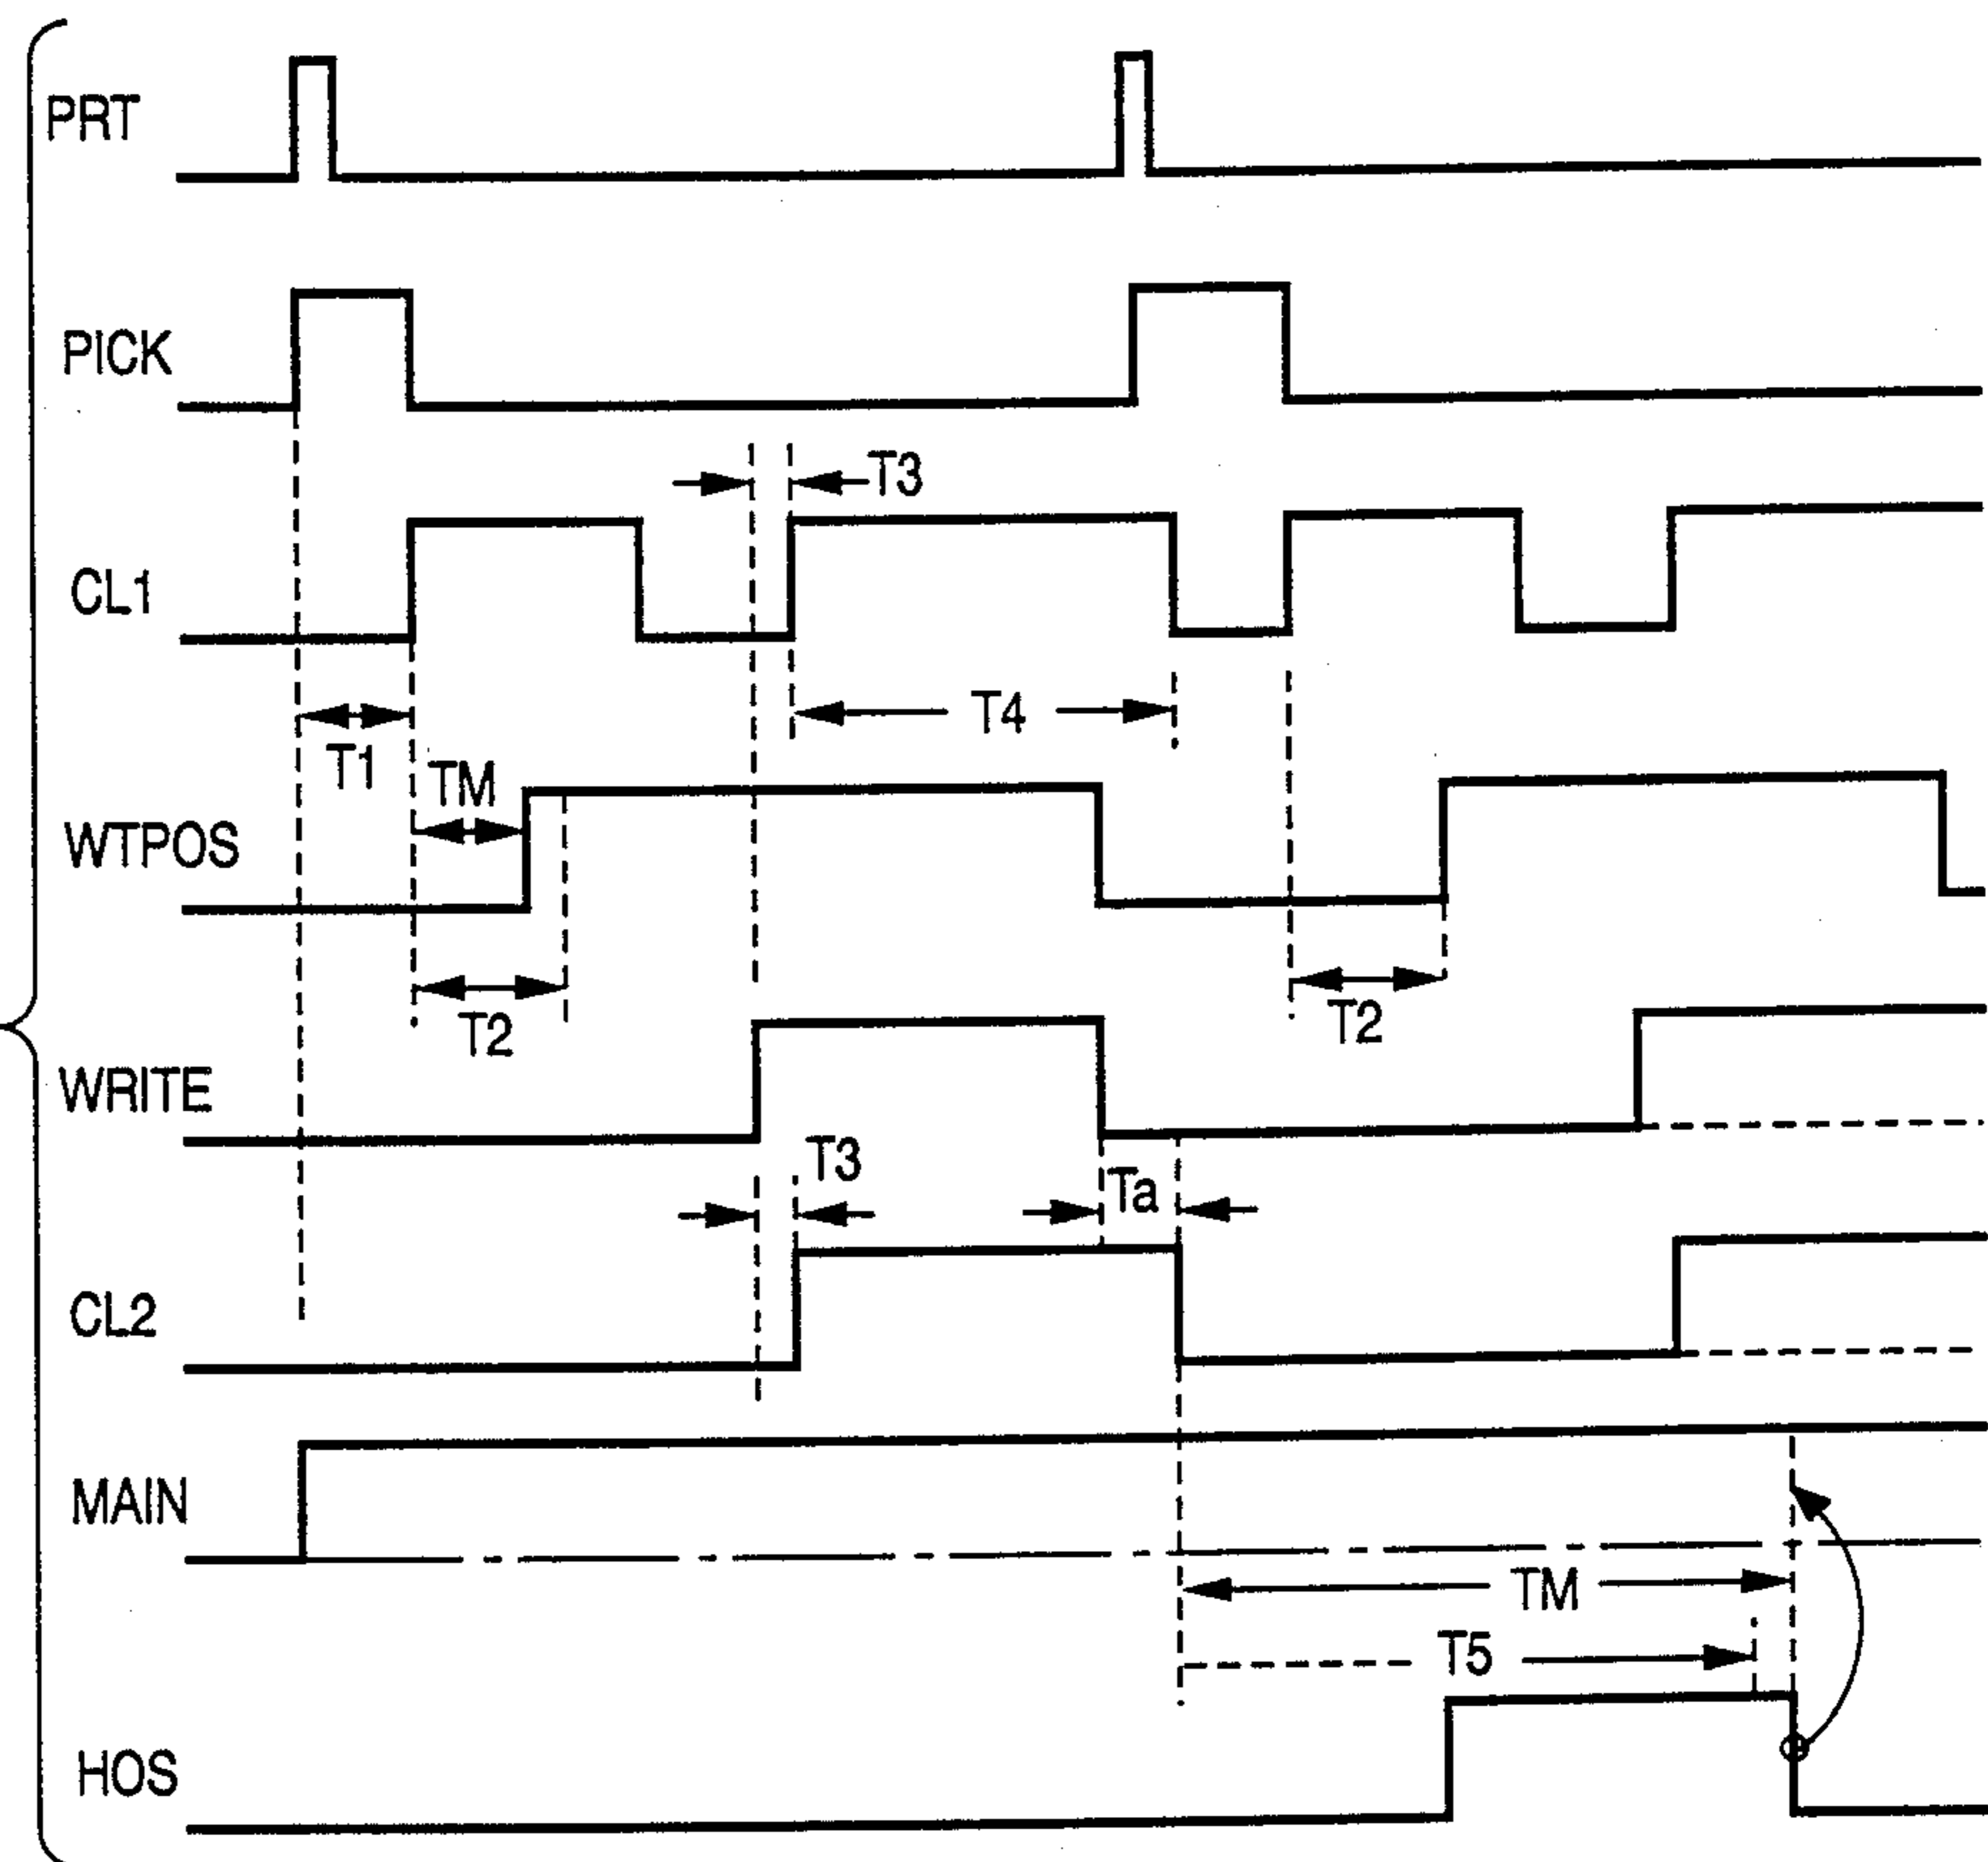 PRT
PICK
T3
CL1
T4
T1
TM
WTPOS
T2
T2
WRITE
T3
Ta
CL2
MAIN
TM
T5
HOS